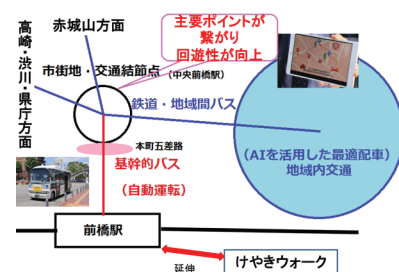 赤城山方面
主要ポイントが
繋がり
回遊性が向上
高崎・渋川・県庁方面
市街地・交通結節点
(中央前橋駅)
鉄道・地域間バス
本町五差路
基幹的バス
(自動運転)
(AIを活用した最適配車)
地域内交通
前橋駅
延伸
けやきウォーク